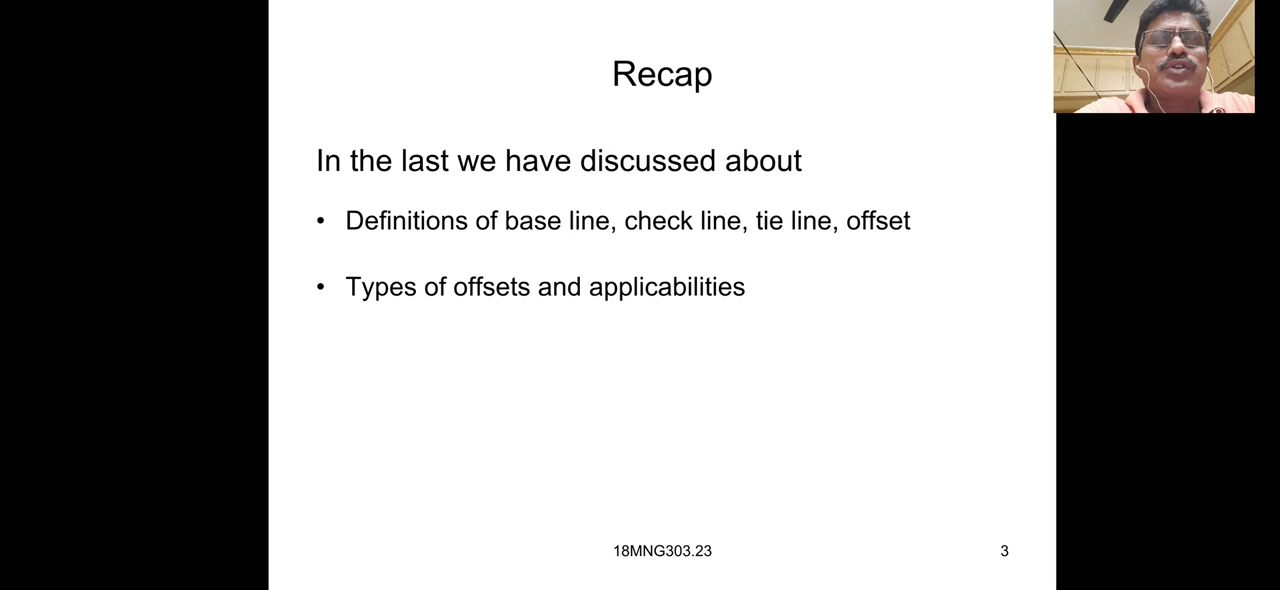 Recap
In the last we have discussed about
• Definitions of base line, check line, tie line, offset
• Types of offsets and applicabilities
18MNG303.23
3